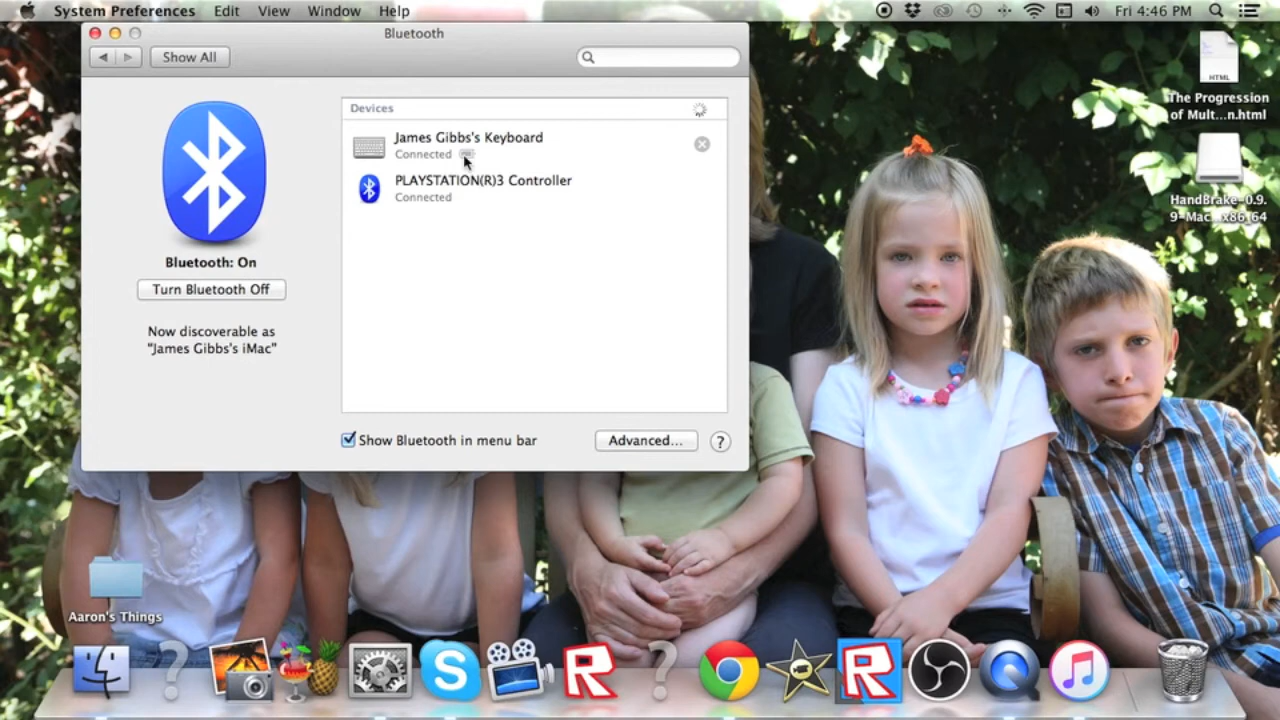 System Preferences Edit View Window Help Fri 4:46 PM
Bluetooth
Show All
Devices
James Gibbs's Keyboard
Connected
PLAYSTATION(R)3 Controller
Connected
Bluetooth: On
Turn Bluetooth Off
Now discoverable as
“James Gibbs's iMac”
Show Bluetooth in menu bar
Advanced...
?
HTML
The Progression
of Mult...n.html
HandBrake-0.9.
9-Mac...x86_64
Aaron's Things